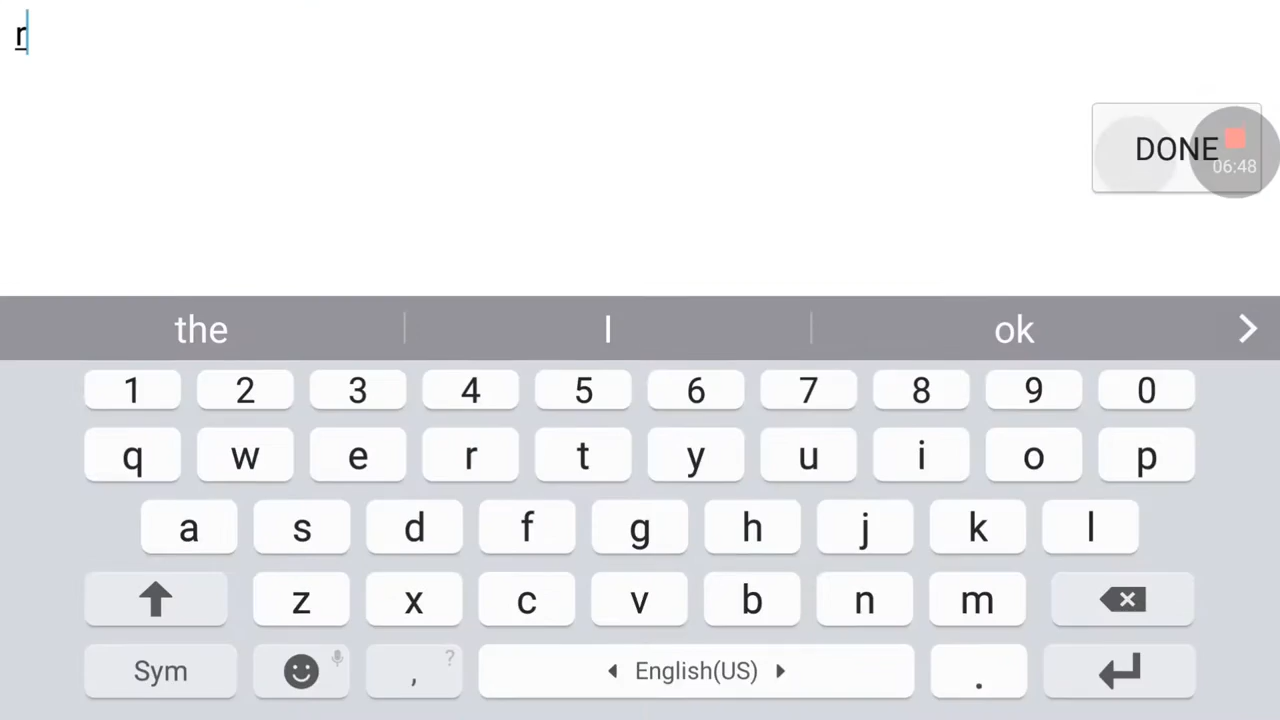 r
DONE
06:48
the I ok
1 2 3 4 5 6 7 8 9 0
q w e r t y u i o p
a s d f g h j k l
z x c v b n m
Sym , ? English(US) .